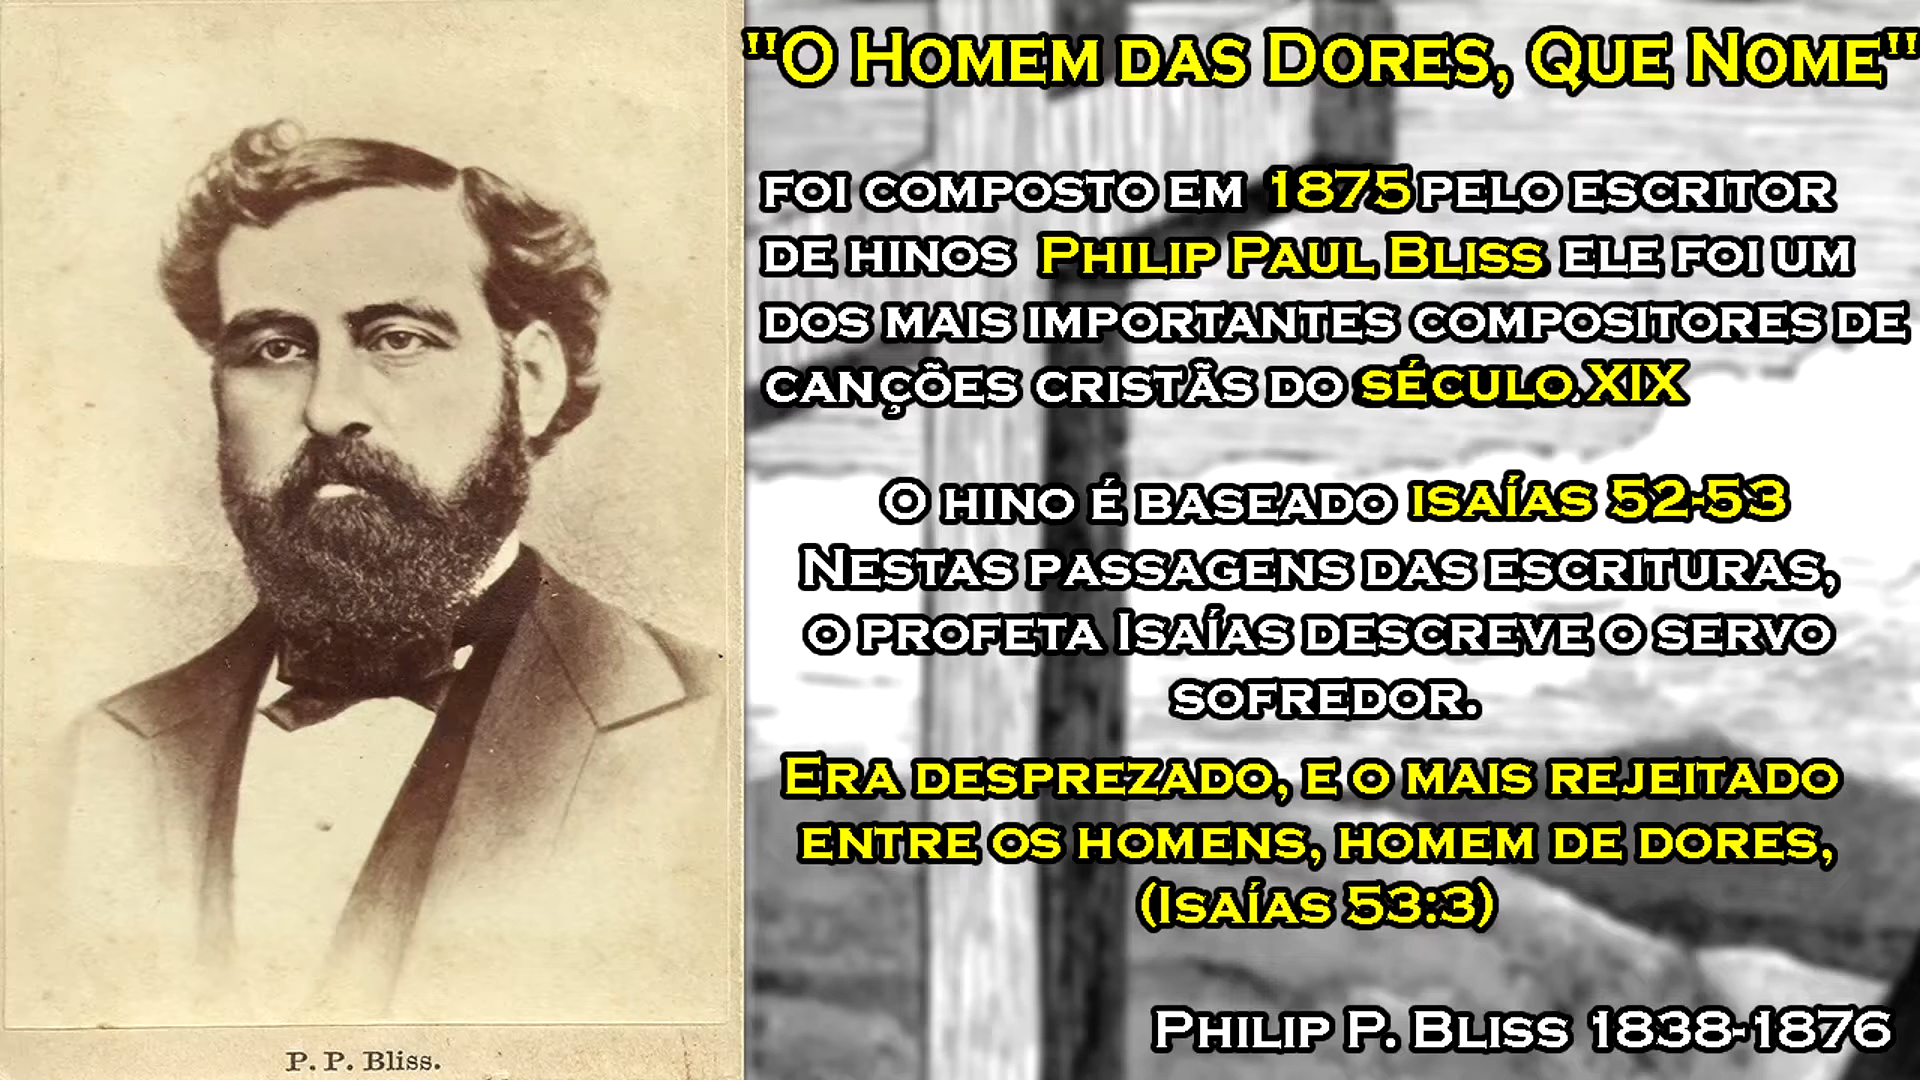 "O Homem das Dores, Que Nome"
foi composto em 1875 pelo escritor
de hinos Philip Paul Bliss ele foi um
dos mais importantes compositores de
canções cristãs do século.XIX
O hino é baseado isaías 52-53
Nestas passagens das escrituras,
o profeta Isaías descreve o servo
sofredor.
Era desprezado, e o mais rejeitado
entre os homens, homem de dores,
(Isaías 53:3)
Philip P. Bliss 1838-1876
P. P. Bliss.